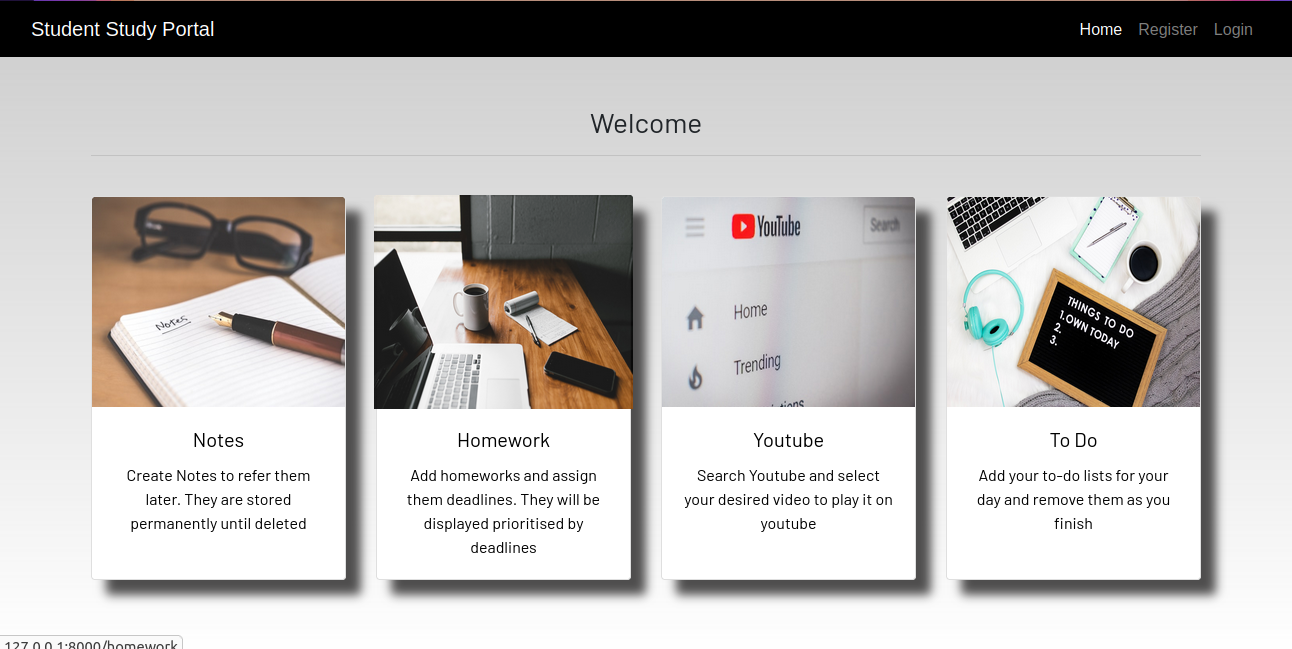 Student Study Portal
Home Register Login
Welcome
Notes
YouTube
Search
Home
Trending
THINGS TO DO
1.OWN TODAY
2.
3.
Notes
Create Notes to refer them
later. They are stored
permanently until deleted
Homework
Add homeworks and assign
them deadlines. They will be
displayed prioritised by
deadlines
Youtube
Search Youtube and select
your desired video to play it on
youtube
To Do
Add your to-do lists for your
day and remove them as you
finish
127.0.0.1:8000/homework